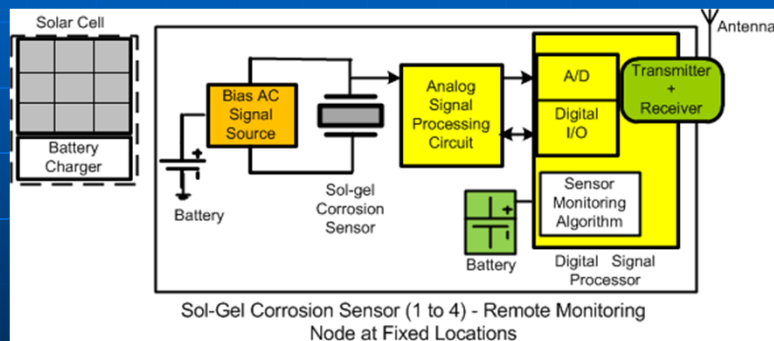 Solar Cell
Battery
Charger
Bias AC
Signal
Source
+
Battery
Sol-gel
Corrosion
Sensor
Analog
Signal
Processing
Circuit
A/D
Digital
I/O
Transmitter
+
Receiver
Antenna
Sensor
Monitoring
Algorithm
+
Battery
Digital Signal
Processor
Sol-Gel Corrosion Sensor (1 to 4) - Remote Monitoring
Node at Fixed Locations